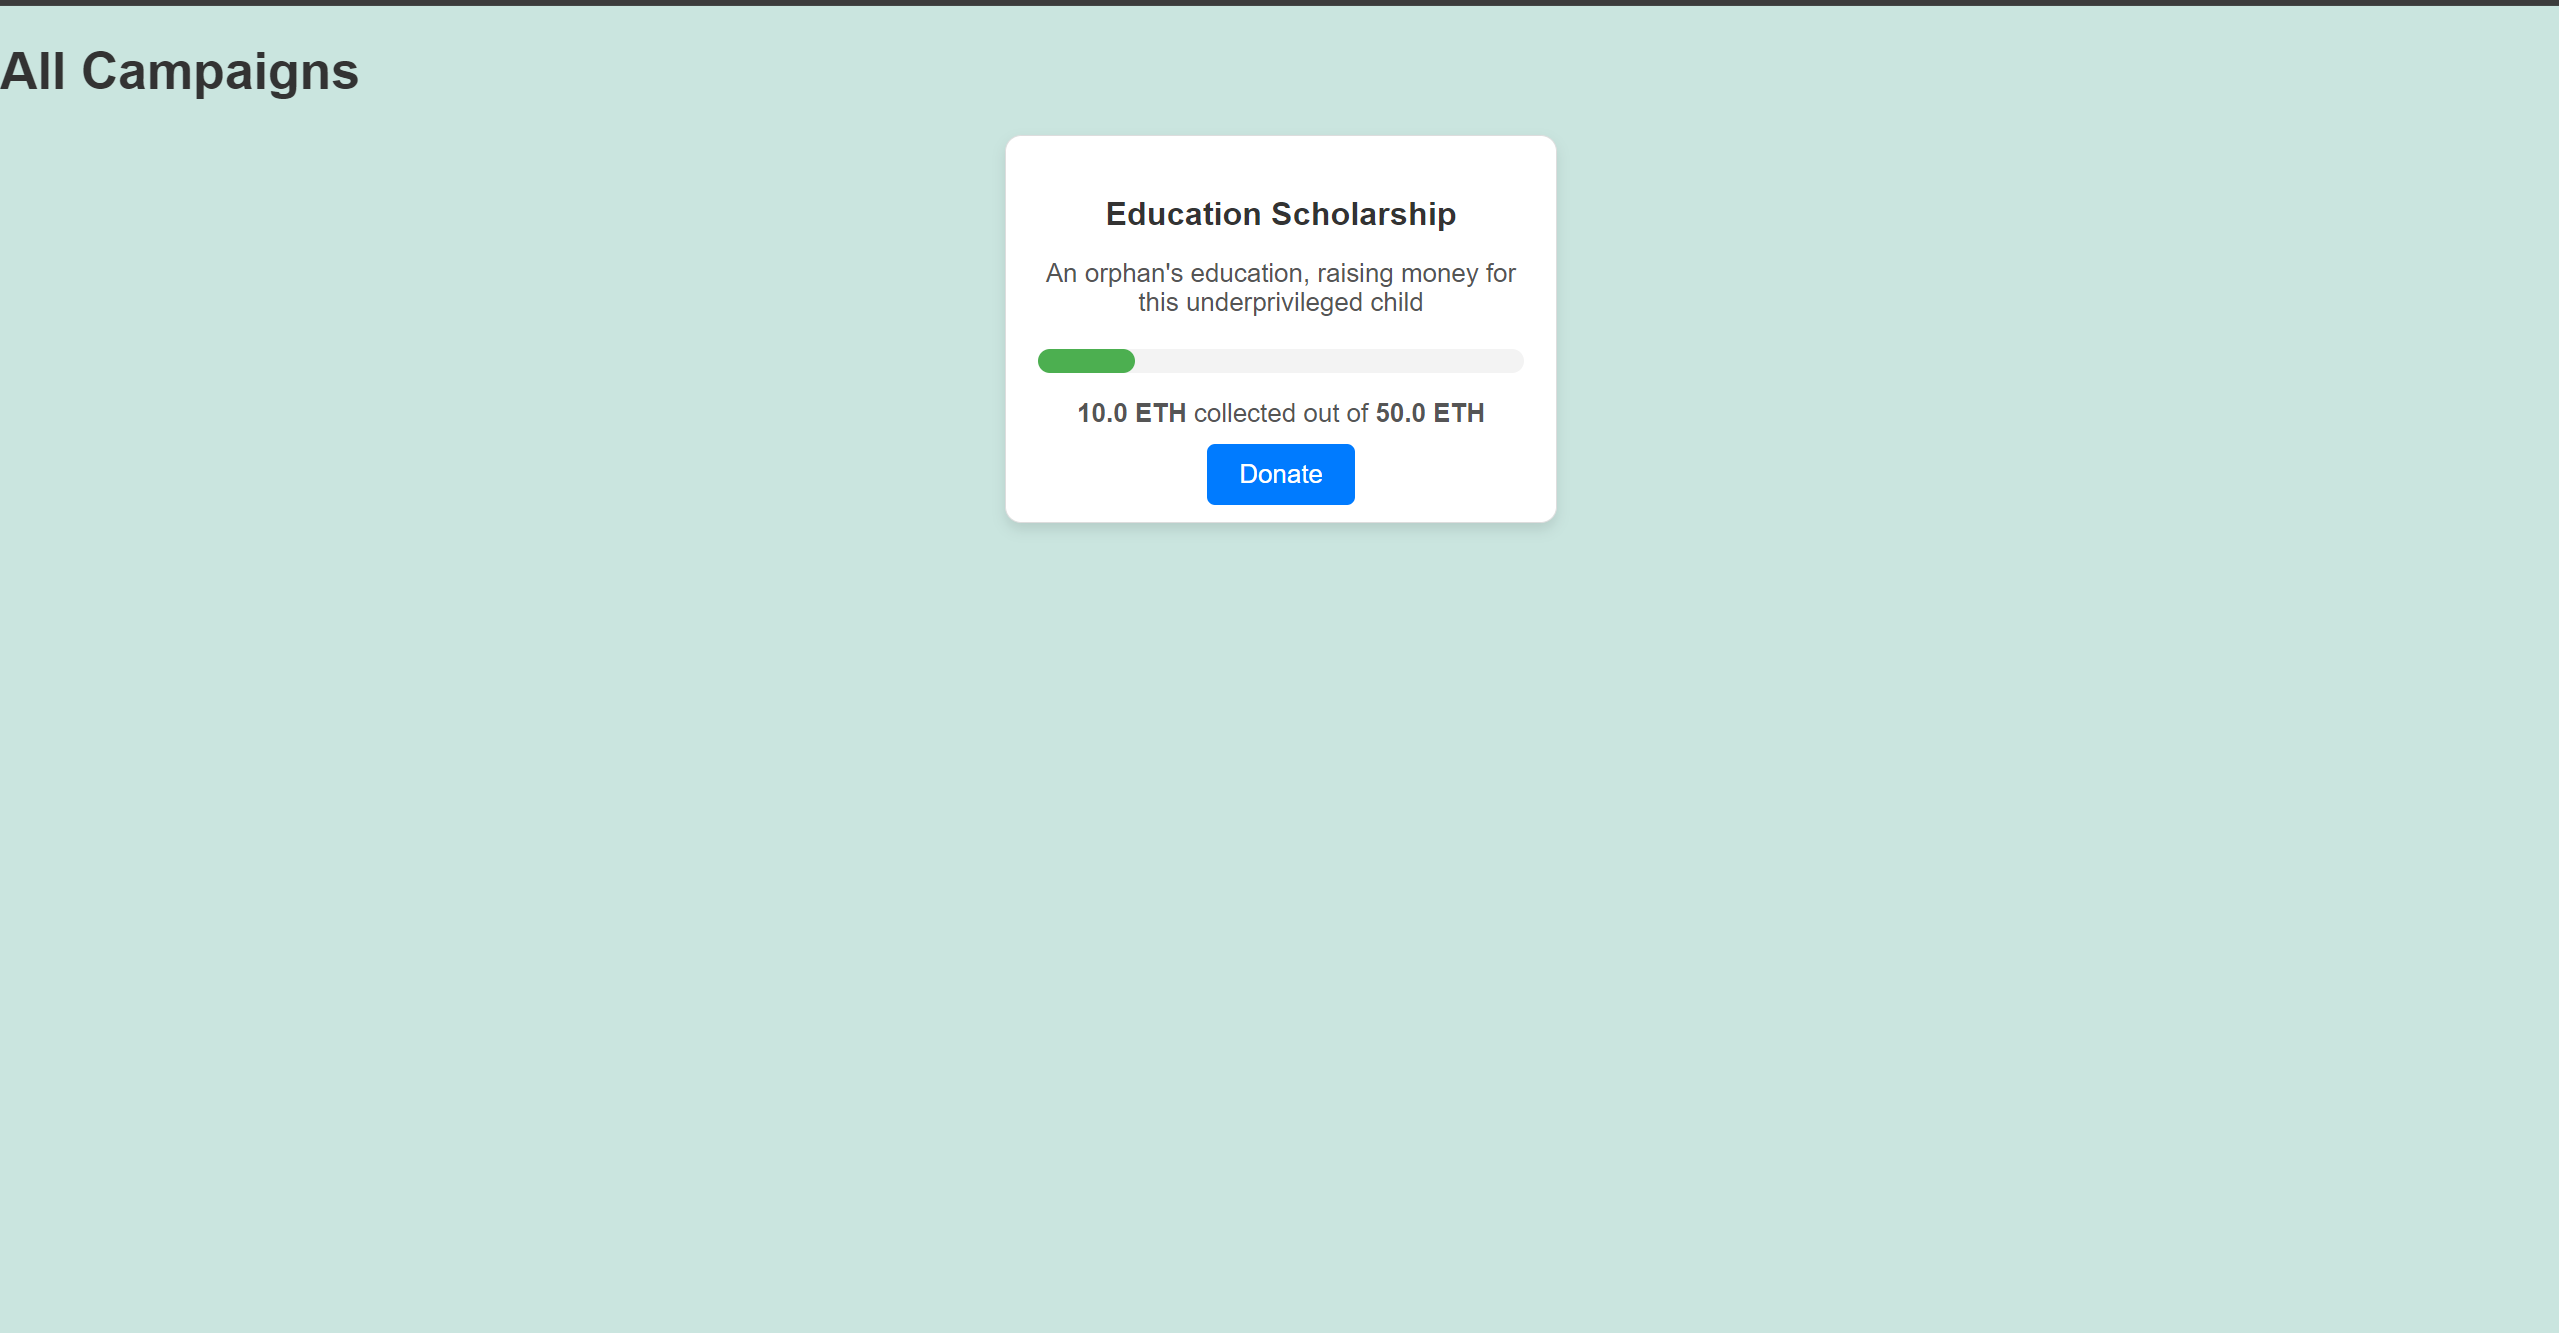 All Campaigns
Education Scholarship
An orphan's education, raising money for
this underprivileged child
10.0 ETH collected out of 50.0 ETH
Donate